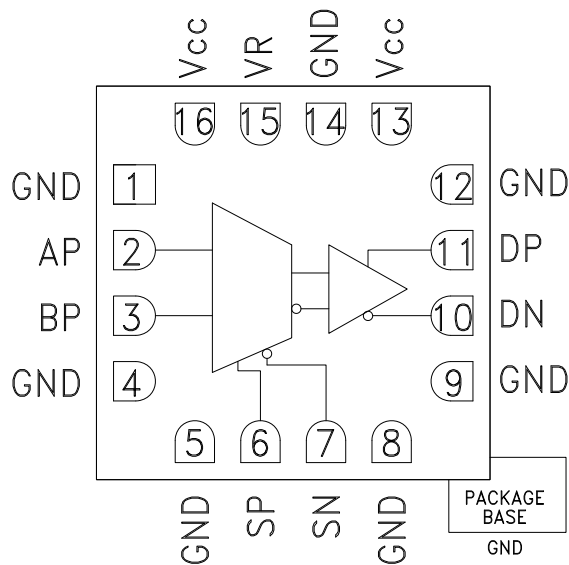 Vcc VR GND Vcc
16 15 14 13
GND 1 12 GND
AP 2 11 DP
BP 3 10 DN
GND 4 9 GND
5 6 7 8
GND SP SN GND
PACKAGE
BASE
GND